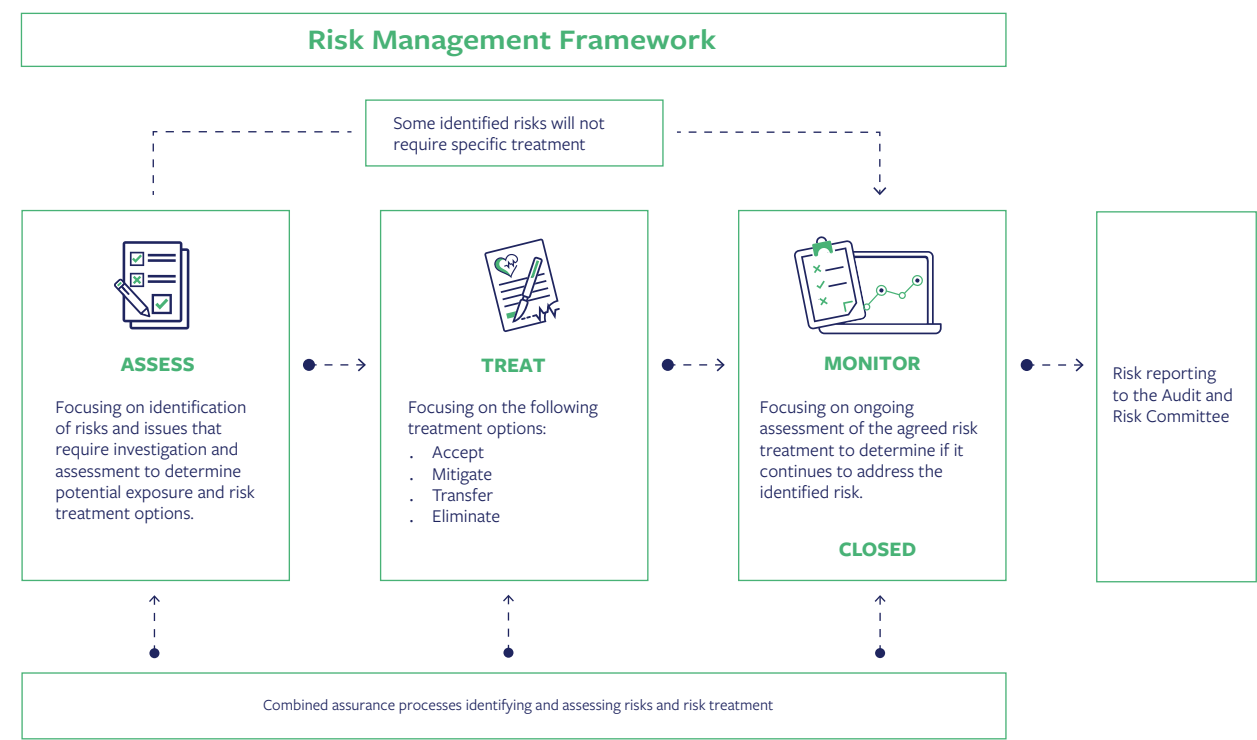 Risk Management Framework
Some identified risks will not
require specific treatment
ASSESS
Focusing on identification
of risks and issues that
require investigation and
assessment to determine
potential exposure and risk
treatment options.
TREAT
Focusing on the following
treatment options:
. Accept
. Mitigate
. Transfer
. Eliminate
MONITOR
Focusing on ongoing
assessment of the agreed risk
treatment to determine if it
continues to address the
identified risk.
CLOSED
Risk reporting
to the Audit and
Risk Committee
Combined assurance processes identifying and assessing risks and risk treatment